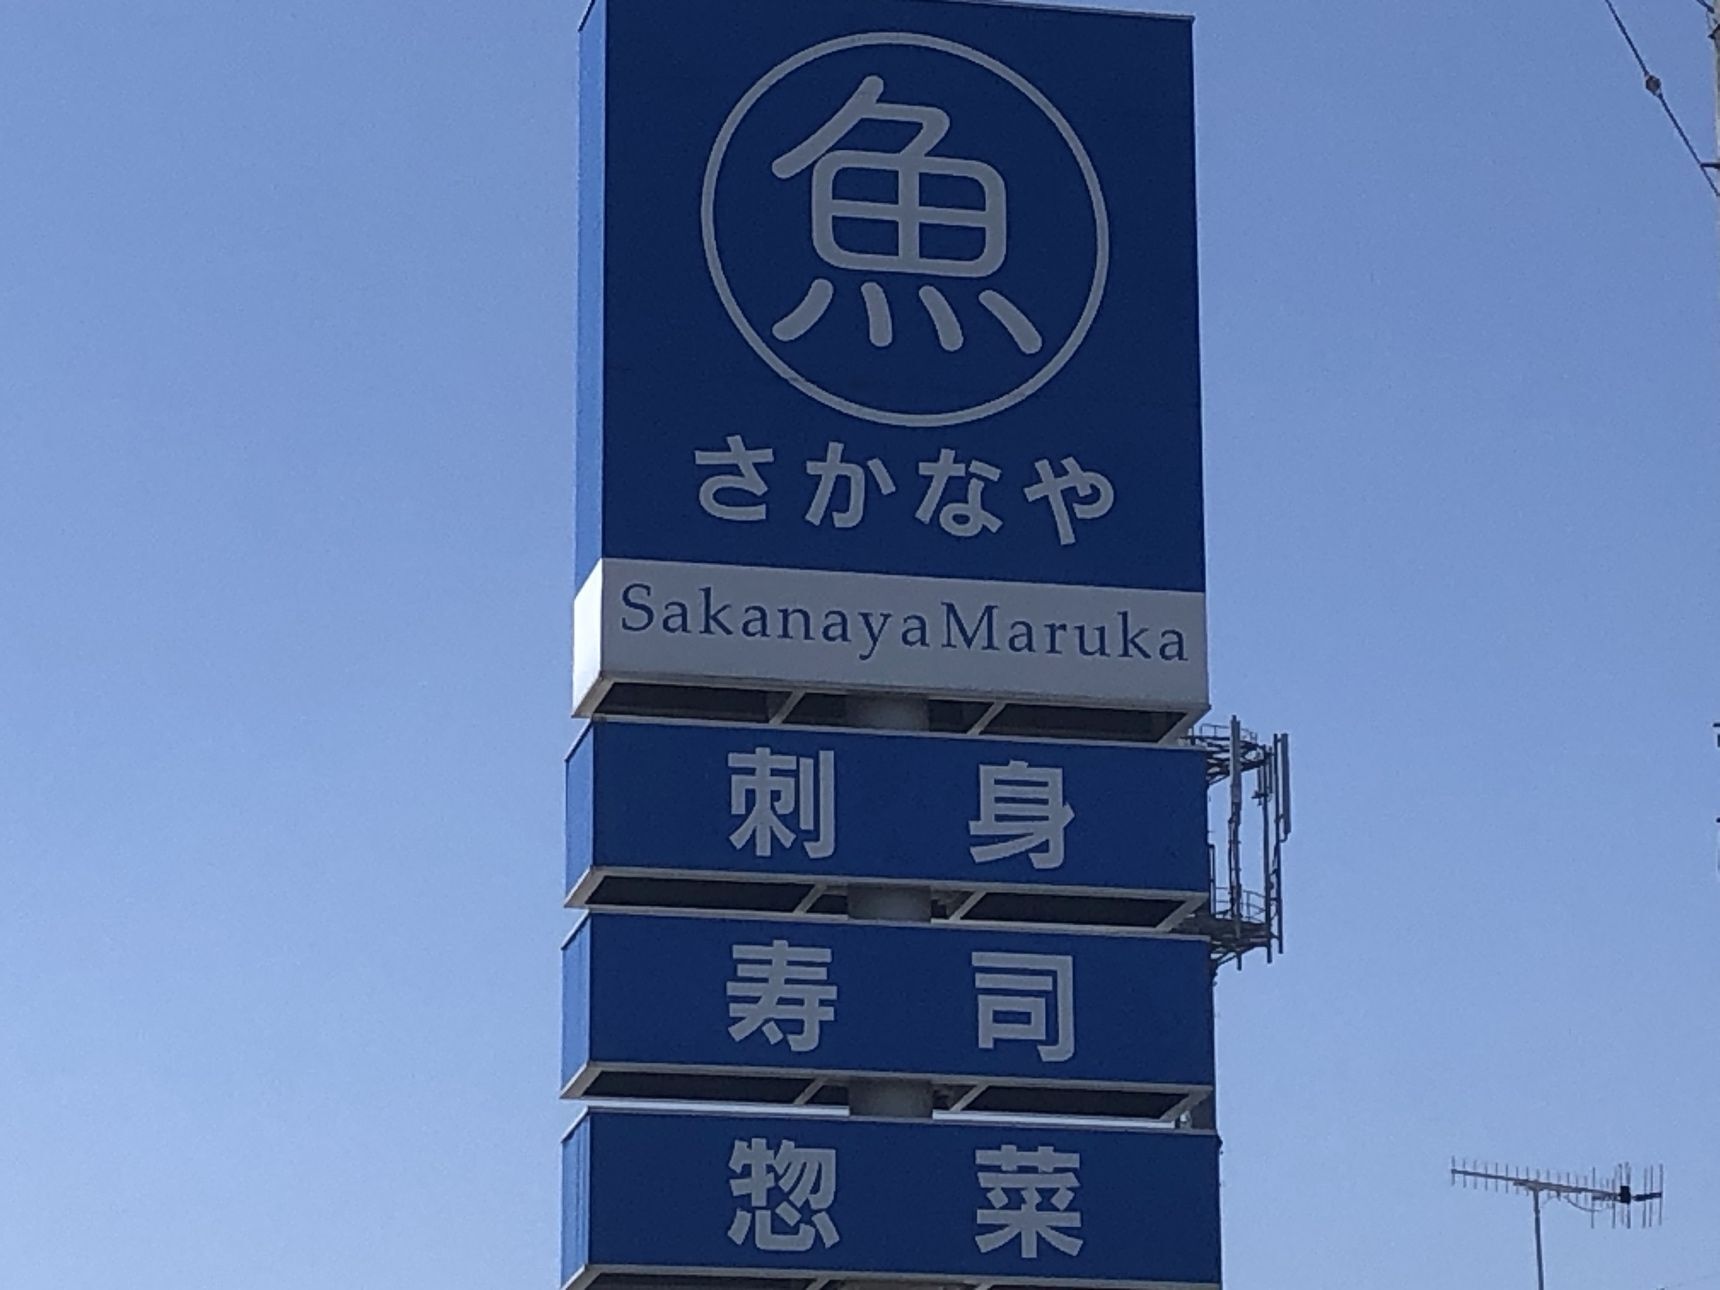 魚
さかなや
SakanayaMaruka
刺身
寿司
惣菜